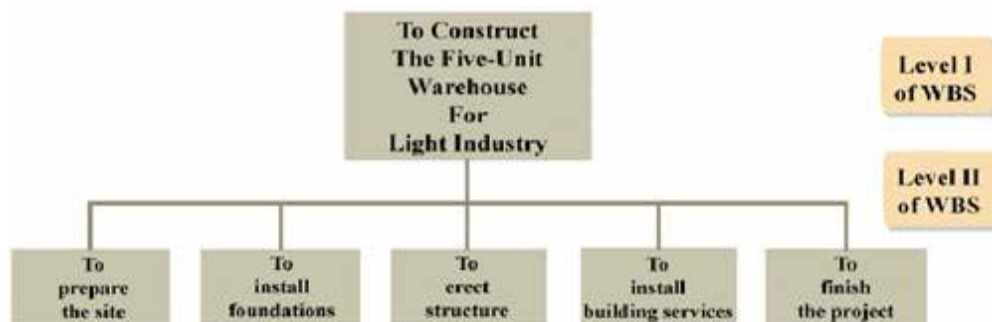 To Construct
The Five-Unit
Warehouse
For
Light Industry
Level I
of WBS
Level II
of WBS
To
prepare
the site
To
install
foundations
To
erect
structure
To
install
building services
To
finish
the project